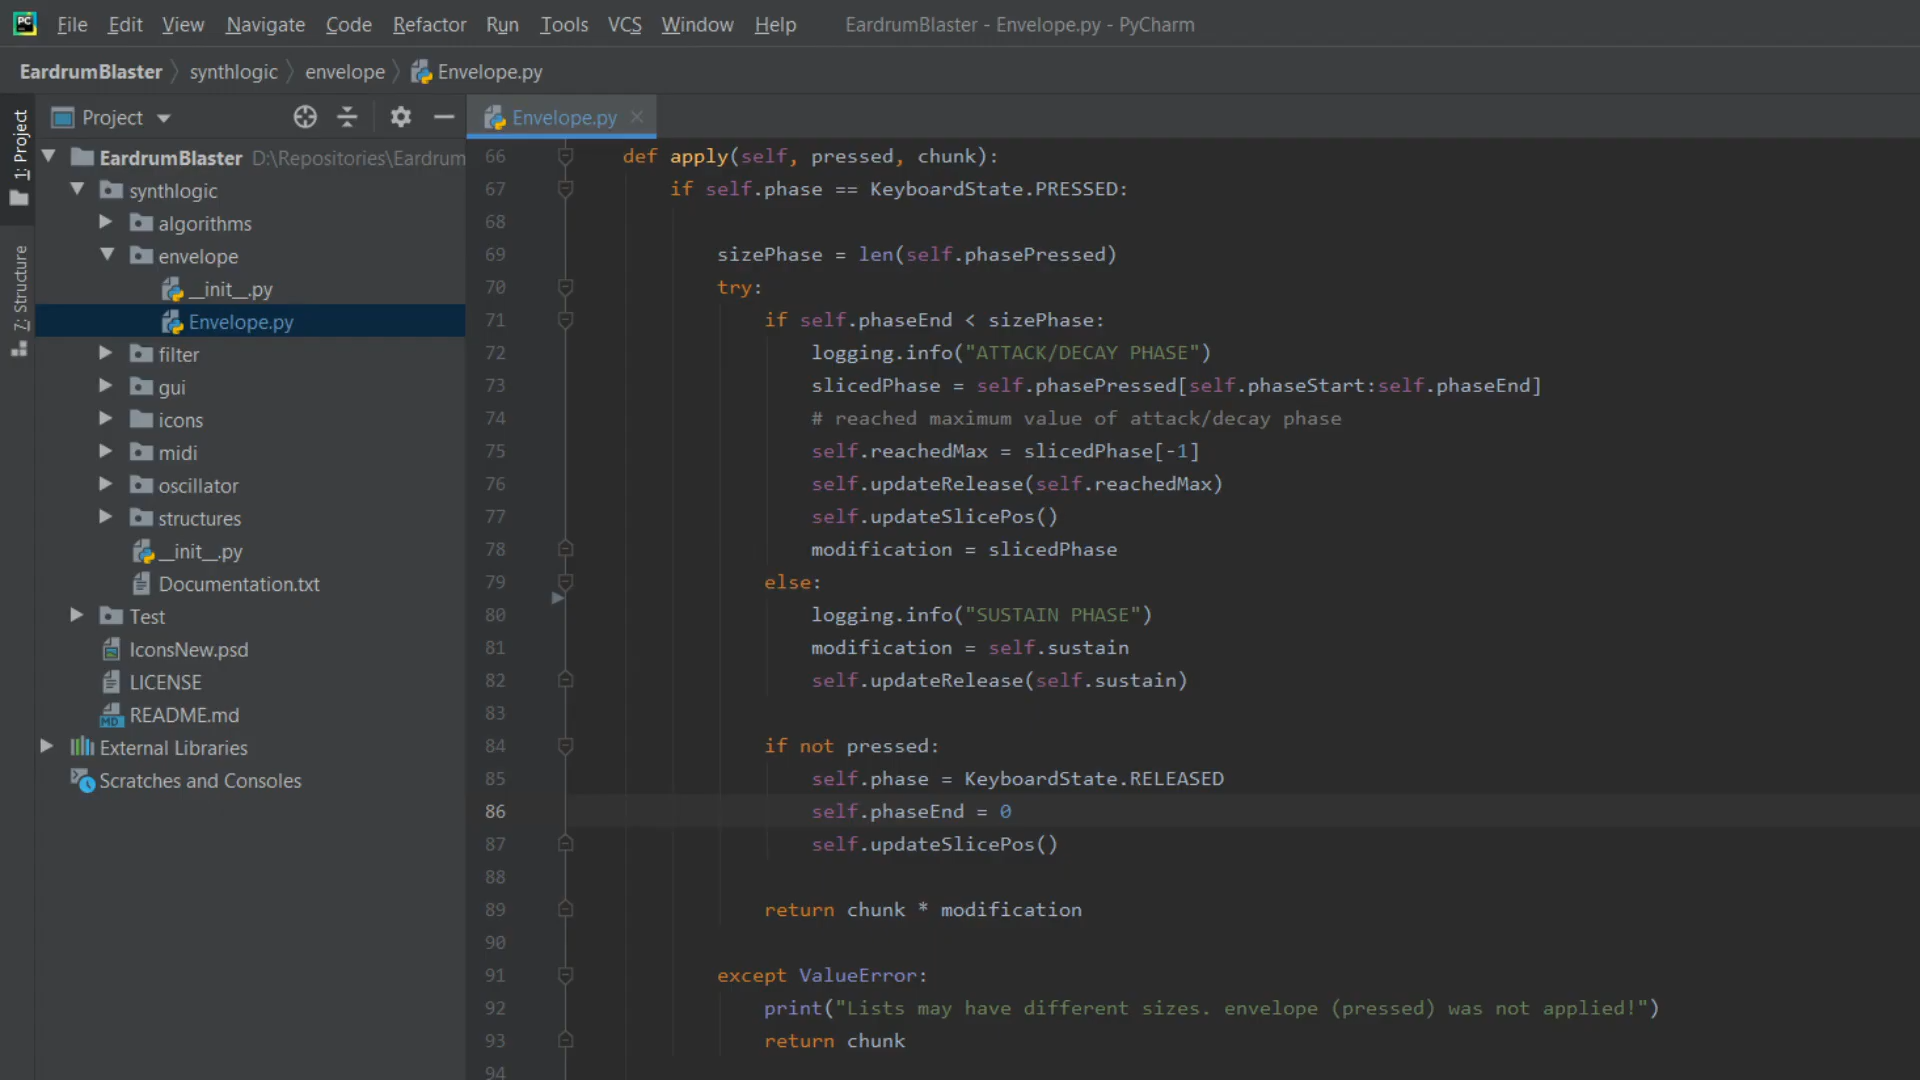 File Edit View Navigate Code Refactor Run Tools VCS Window Help EardrumBlaster - Envelope.py - PyCharm
EardrumBlaster synthlogic envelope Envelope.py
1: Project
Z: Structure
Project
EardrumBlaster D:\Repositories\Eardrum
synthlogic
algorithms
envelope
__init__.py
Envelope.py
filter
gui
icons
midi
oscillator
structures
__init__.py
Documentation.txt
Test
IconsNew.psd
LICENSE
README.md
External Libraries
Scratches and Consoles
Envelope.py
66 def apply(self, pressed, chunk):
67 if self.phase == KeyboardState.PRESSED:
68
69 sizePhase = len(self.phasePressed)
70 try:
71 if self.phaseEnd < sizePhase:
72 logging.info("ATTACK/DECAY PHASE")
73 slicedPhase = self.phasePressed[self.phaseStart:self.phaseEnd]
74 # reached maximum value of attack/decay phase
75 self.reachedMax = slicedPhase[-1]
76 self.updateRelease(self.reachedMax)
77 self.updateSlicePos()
78 modification = slicedPhase
79 else:
80 logging.info("SUSTAIN PHASE")
81 modification = self.sustain
82 self.updateRelease(self.sustain)
83
84 if not pressed:
85 self.phase = KeyboardState.RELEASED
86 self.phaseEnd = 0
87 self.updateSlicePos()
88
89 return chunk * modification
90
91 except ValueError:
92 print("Lists may have different sizes. envelope (pressed) was not applied!")
93 return chunk
94